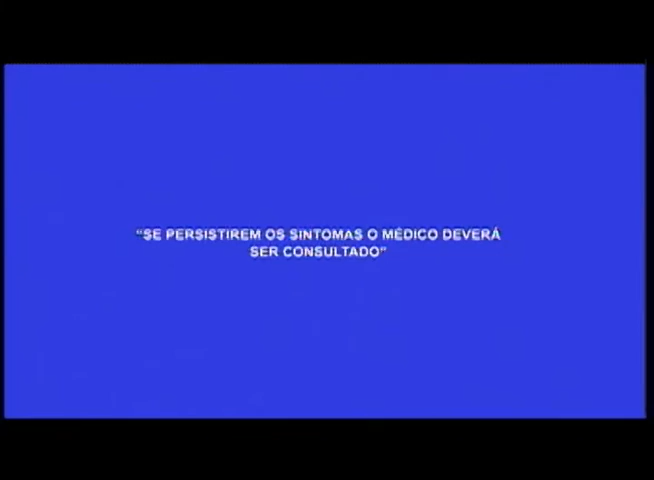 "SE PERSISTIREM OS SINTOMAS O MÉDICO DEVERÁ
SER CONSULTADO"